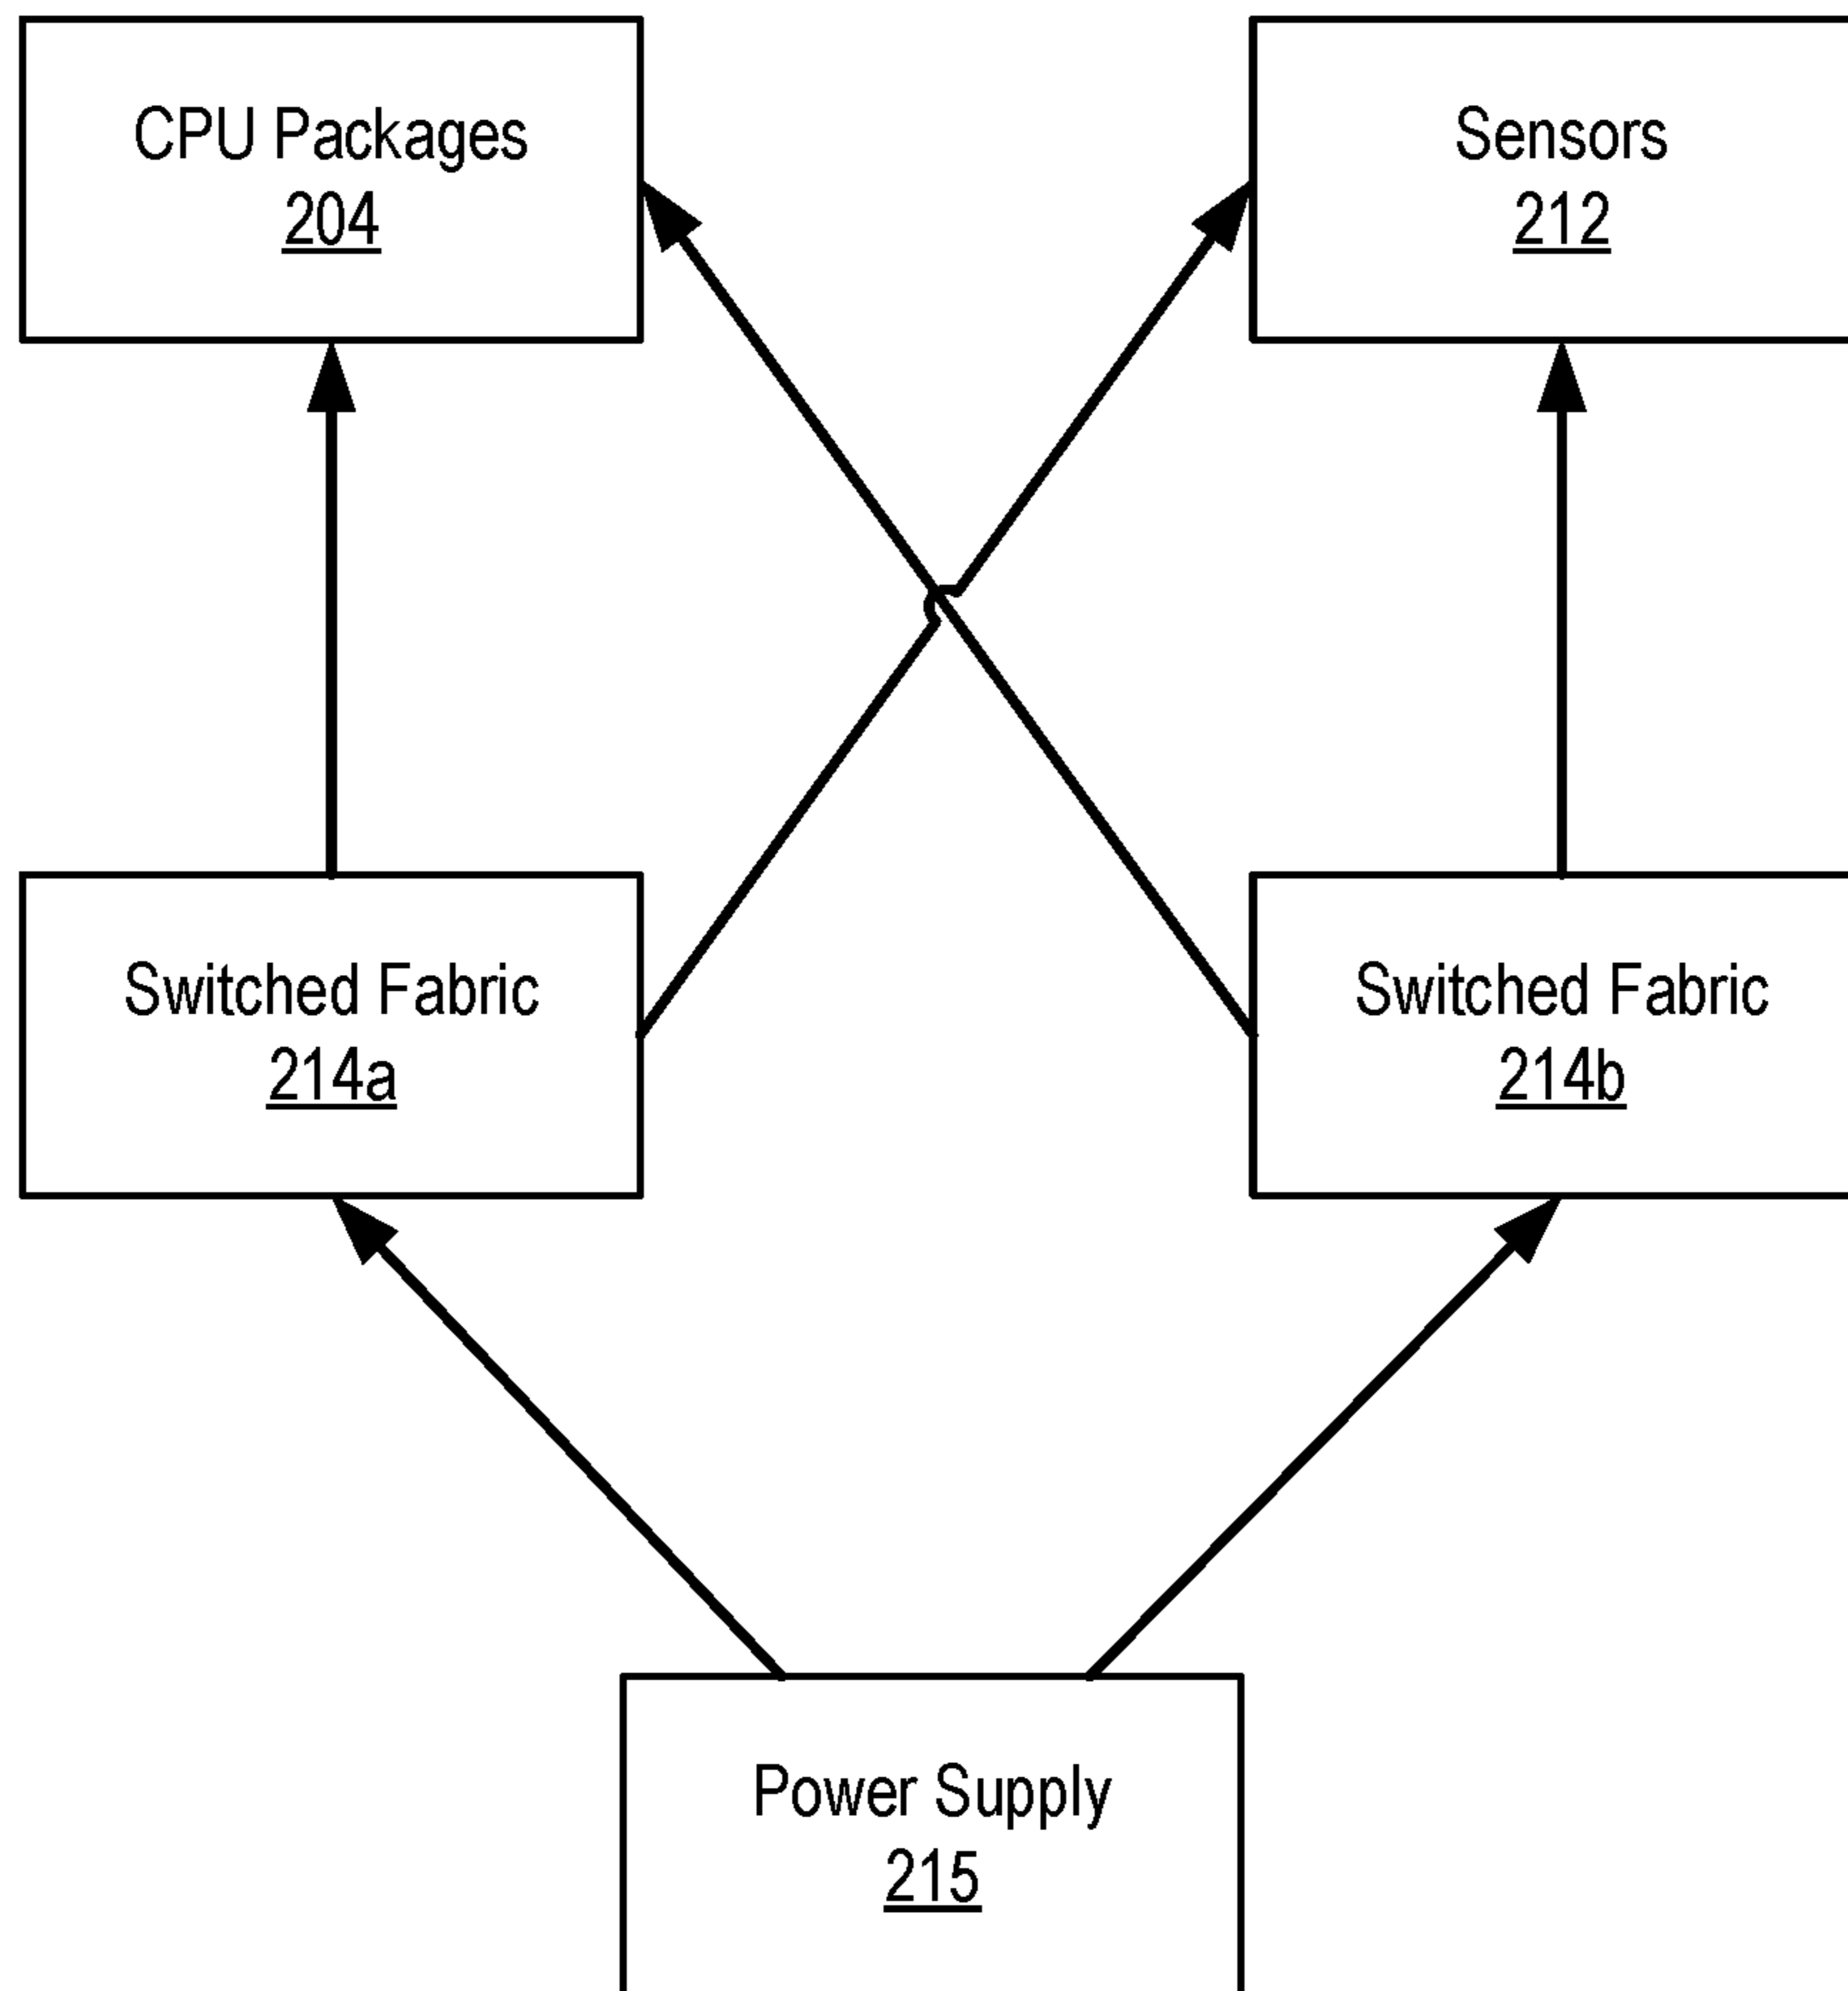 CPU Packages
204
Sensors
212
Switched Fabric
214a
Switched Fabric
214b
Power Supply
215